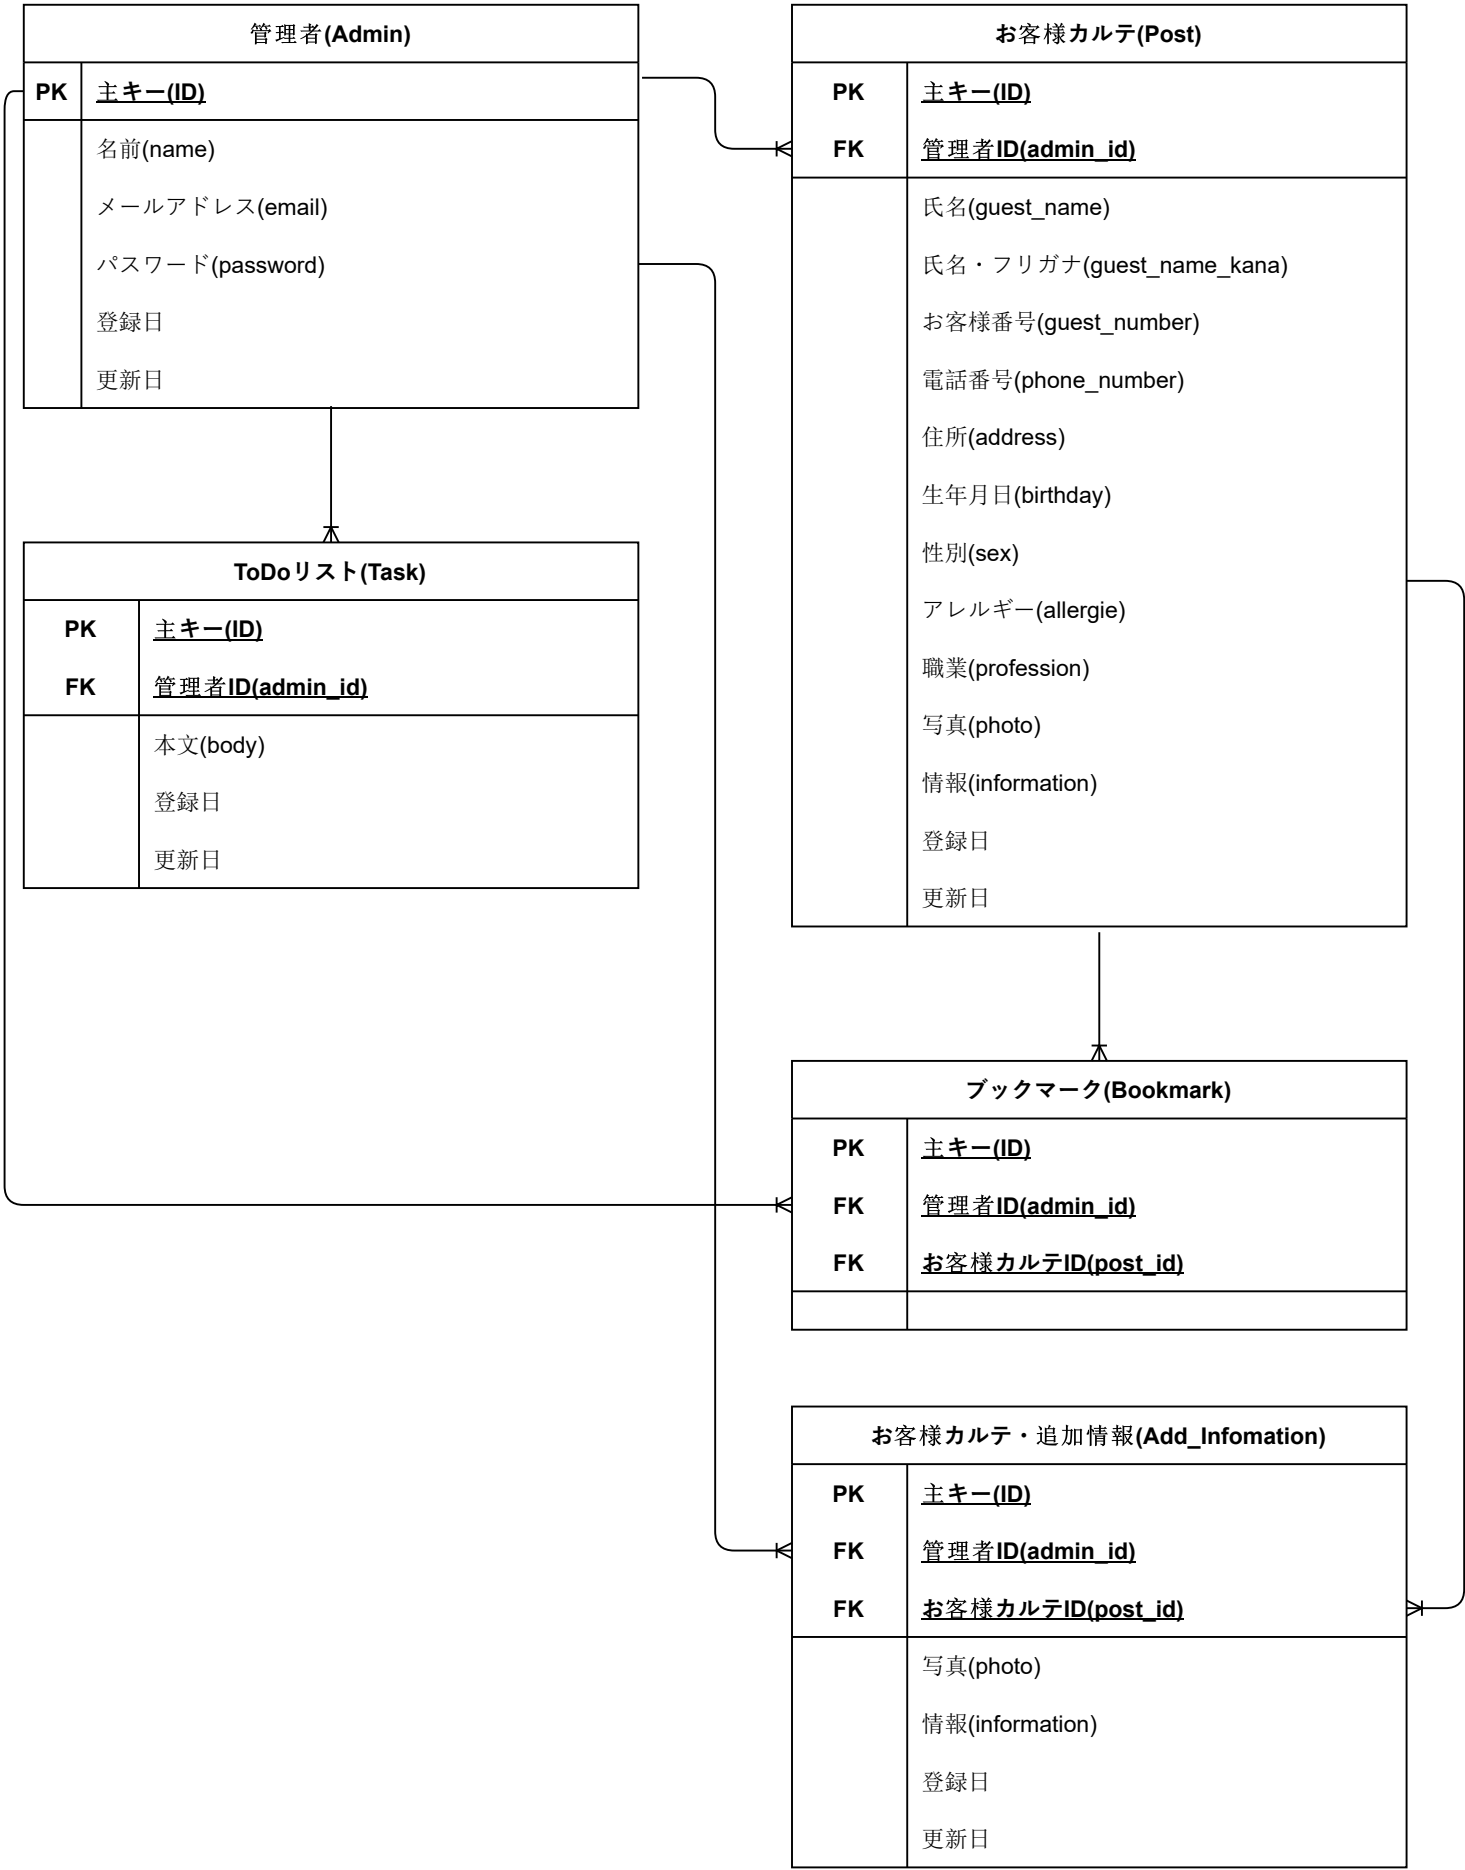 管理者(Admin)
PK 主キー(ID)
名前(name)
メールアドレス(email)
パスワード(password)
登録日
更新日
ToDoリスト(Task)
PK 主キー(ID)
FK 管理者ID(admin_id)
本文(body)
登録日
更新日
お客様カルテ(Post)
PK 主キー(ID)
FK 管理者ID(admin_id)
氏名(guest_name)
氏名・フリガナ(guest_name_kana)
お客様番号(guest_number)
電話番号(phone_number)
住所(address)
生年月日(birthday)
性別(sex)
アレルギー(allergie)
職業(profession)
写真(photo)
情報(information)
登録日
更新日
ブックマーク(Bookmark)
PK 主キー(ID)
FK 管理者ID(admin_id)
FK お客様カルテID(post_id)
お客様カルテ・追加情報(Add_Infomation)
PK 主キー(ID)
FK 管理者ID(admin_id)
FK お客様カルテID(post_id)
写真(photo)
情報(information)
登録日
更新日